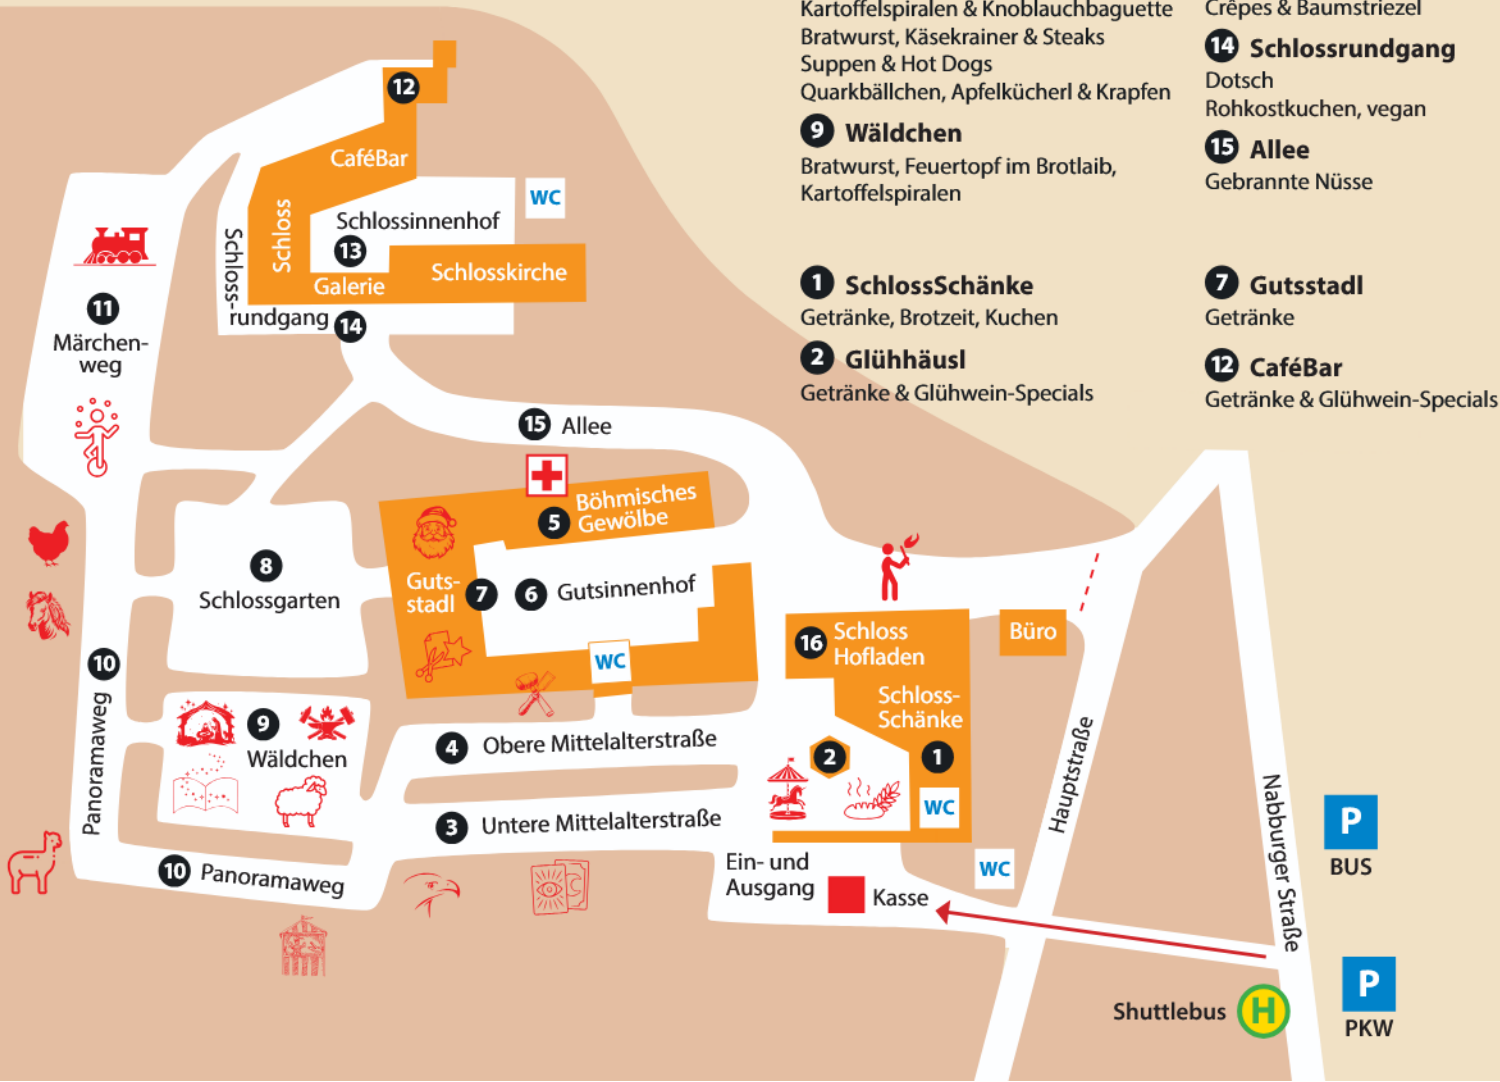 Kartoffelspiralen & Knoblauchbaguette
Bratwurst, Käsekrainer & Steaks
Suppen & Hot Dogs
Quarkbällchen, Apfelkücherl & Krapfen
9 Wäldchen
Bratwurst, Feuertopf im Brotlaib,
Kartoffelspiralen
Crêpes & Baumstriezel
14 Schlossrundgang
Dotsch
Rohkostkuchen, vegan
15 Allee
Gebrannte Nüsse
1 SchlossSchänke
Getränke, Brotzeit, Kuchen
2 Glühhäusl
Getränke & Glühwein-Specials
7 Gutsstadl
Getränke
12 CaféBar
Getränke & Glühwein-Specials
12
CaféBar
WC
Schloss
Schlossinnenhof
13
Schlosskirche
Galerie
Schloss-
rundgang
14
11
Märchen-
weg
15 Allee
Böhmisches
5 Gewölbe
8
Schlossgarten
Guts-
stadl
7
6 Gutsinnenhof
WC
16 Schloss
Hofladen
Büro
Schloss-
Schänke
10
Panoramaweg
9
Wäldchen
4 Obere Mittelalterstraße
2
1
WC
3 Untere Mittelalterstraße
10 Panoramaweg
Ein- und
Ausgang
Kasse
WC
Hauptstraße
Nabburger Straße
P
BUS
P
PKW
Shuttlebus H